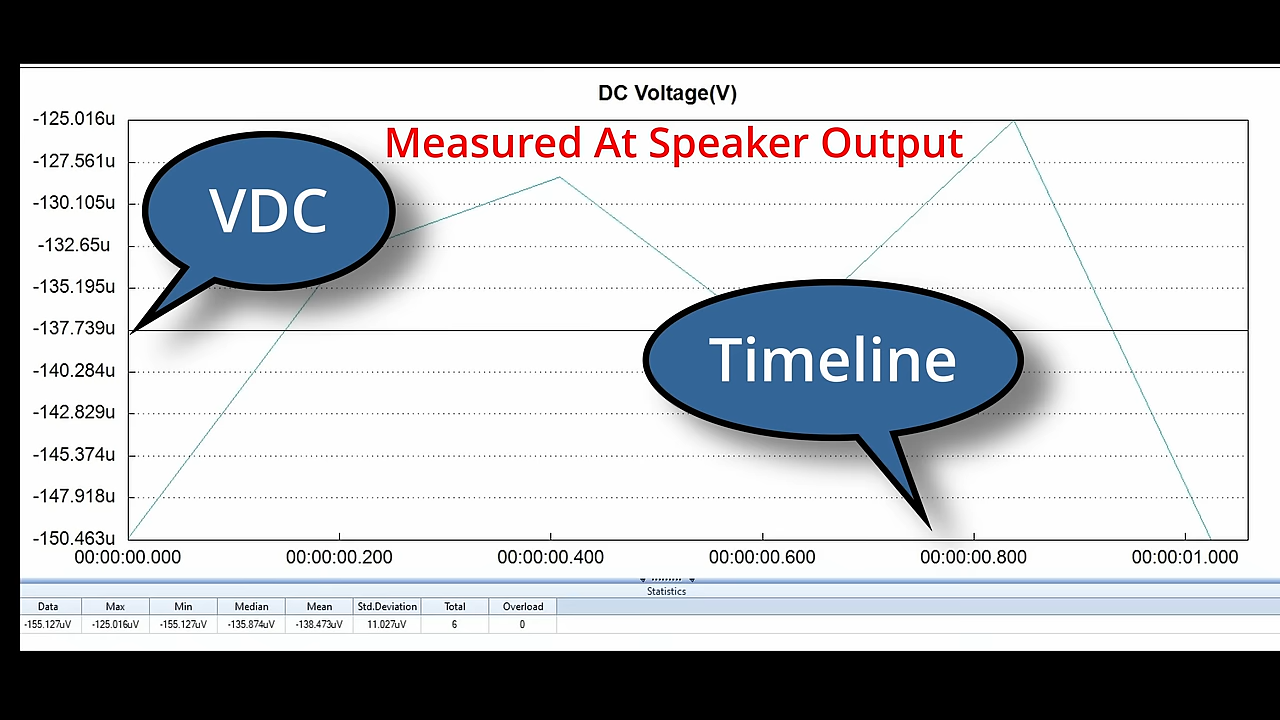 DC Voltage(V)
Measured At Speaker Output
-125.016u
-127.561u
-130.105u
-132.65u
-135.195u
-137.739u
-140.284u
-142.829u
-145.374u
-147.918u
-150.463u
VDC
Timeline
00:00:00.000 00:00:00.200 00:00:00.400 00:00:00.600 00:00:00.800 00:00:01.000
Statistics
Data Max Min Median Mean Std.Deviation Total Overload
-155.127uV -125.016uV -155.127uV -135.874uV -138.473uV 11.027uV 6 0